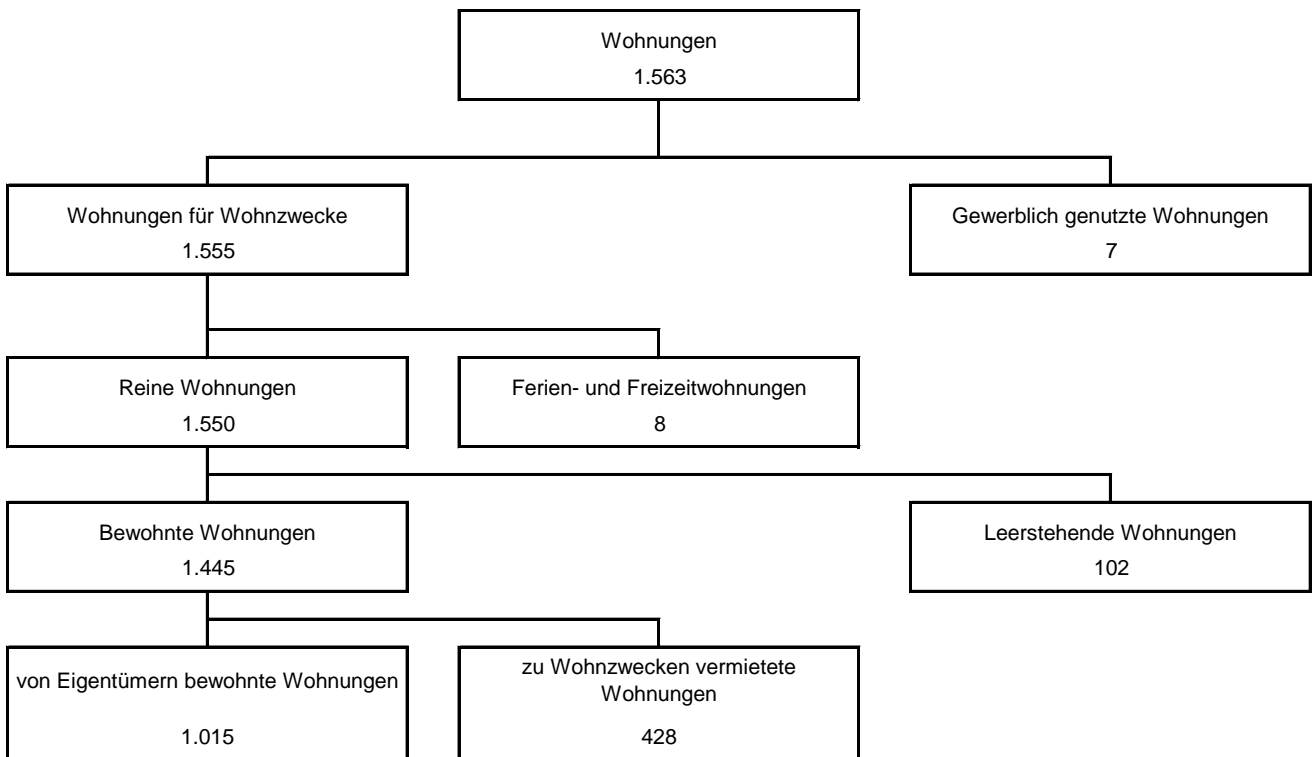 Wohnungen
1.563
Wohnungen für Wohnzwecke
1.555
Gewerblich genutzte Wohnungen
7
Reine Wohnungen
1.550
Ferien- und Freizeitwohnungen
8
Bewohnte Wohnungen
1.445
Leerstehende Wohnungen
102
von Eigentümern bewohnte Wohnungen
1.015
zu Wohnzwecken vermietete
Wohnungen
428